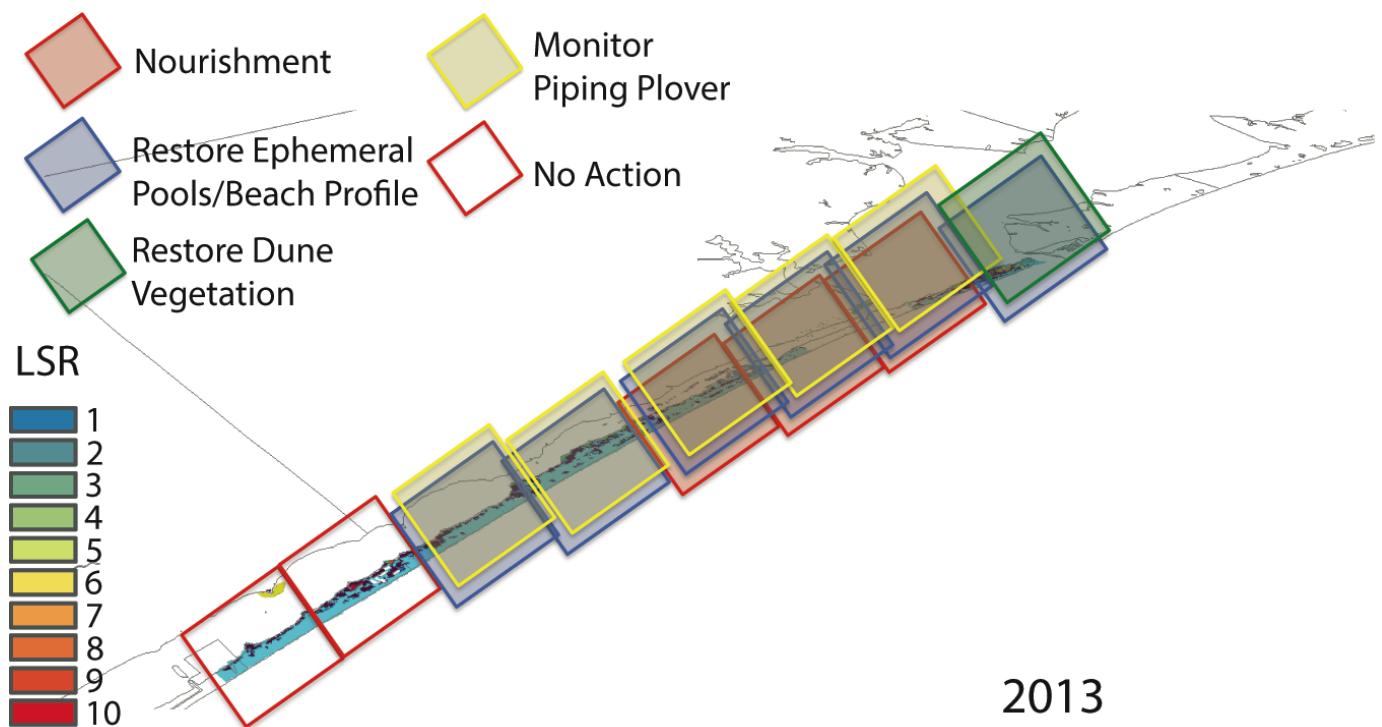 Nourishment
Monitor
Piping Plover
Restore Ephemeral
Pools/Beach Profile
No Action
Restore Dune
Vegetation
LSR
1
2
3
4
5
6
7
8
9
10
2013